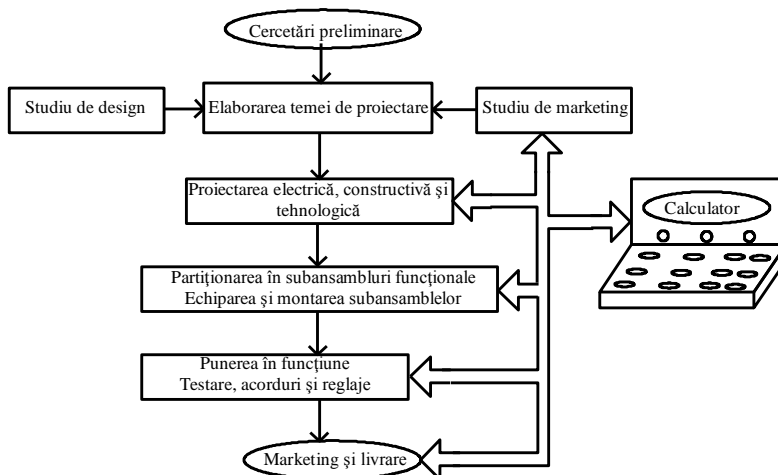 Cercetări preliminare
Studiu de design
Elaborarea temei de proiectare
Studiu de marketing
Proiectarea electrică, constructivă şi
tehnologică
Calculator
Partiţionarea în subansambluri funcţionale
Echiparea şi montarea subansamblelor
Punerea în funcţiune
Testare, acorduri şi reglaje
Marketing şi livrare